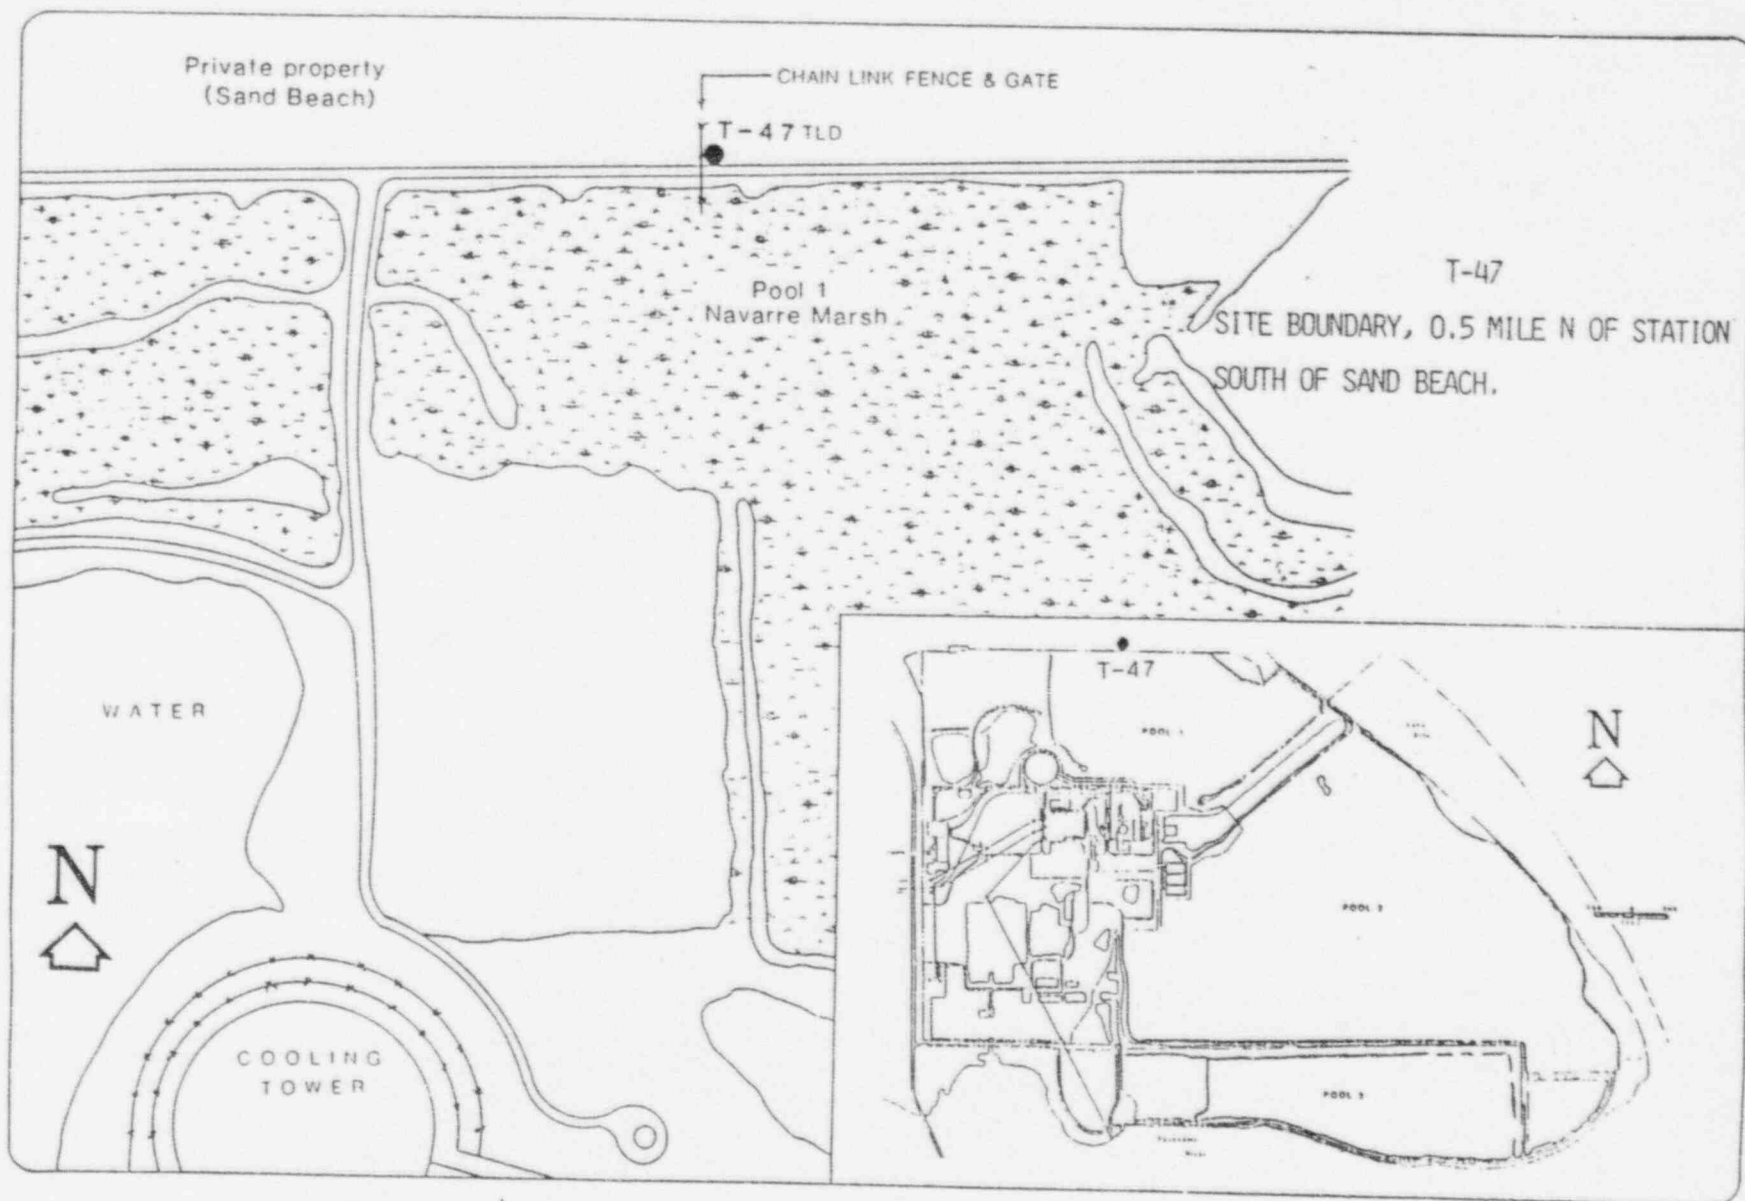 Private property
(Sand Beach)
CHAIN LINK FENCE & GATE
T-47 TLD
Pool 1
Navarre Marsh
T-47
SITE BOUNDARY, 0.5 MILE N OF STATION
SOUTH OF SAND BEACH.
WATER
N
COOLING
TOWER
T-47
POOL
N
POOL 2
POOL 3